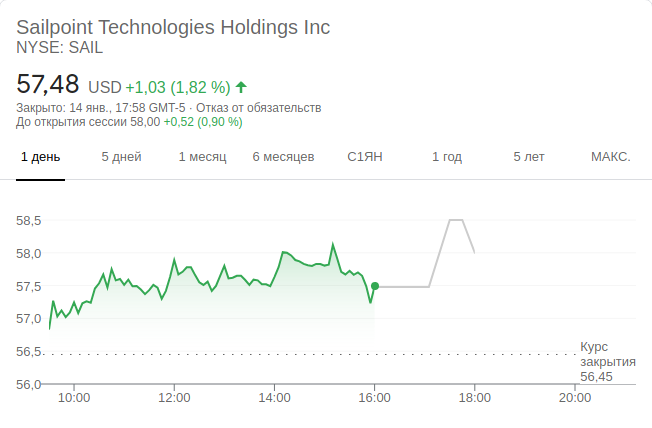 Sailpoint Technologies Holdings Inc
NYSE: SAIL
57,48 USD +1,03 (1,82 %)
Закрыто: 14 янв., 17:58 GMT-5 · Отказ от обязательств
До открытия сессии 58,00 +0,52 (0,90 %)
1 день 5 дней 1 месяц 6 месяцев С1ЯН 1 год 5 лет МАКС.
58,5
58,0
57,5
57,0
56,5
56,0
Курс
закрытия
56,45
10:00 12:00 14:00 16:00 18:00 20:00